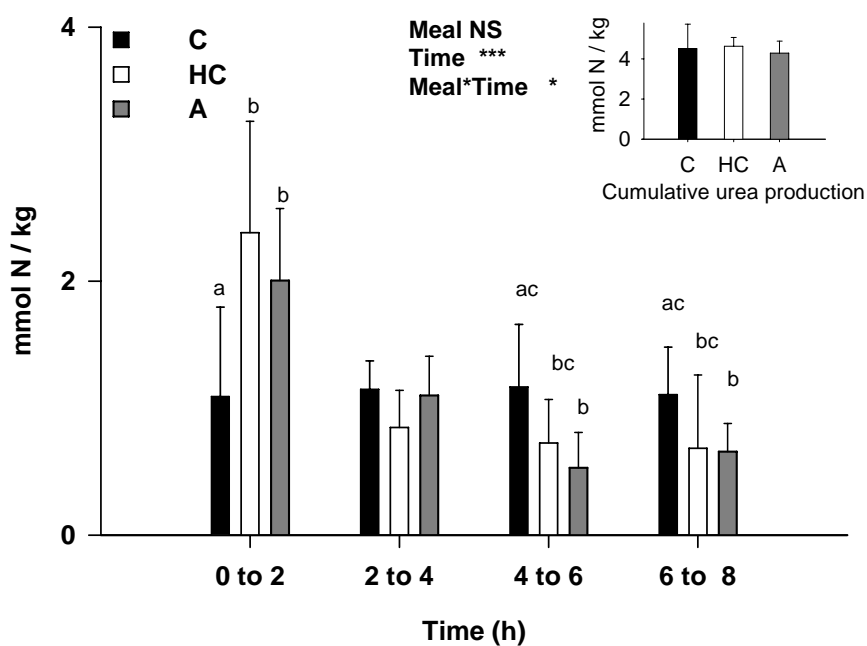 4
C
HC
A
Meal NS
Time ***
Meal*Time *
mmol N / kg
4
2
0
C HC A
Cumulative urea production
mmol N / kg
2
0
a
b
b
ac
bc
b
ac
bc
b
0 to 2
2 to 4
4 to 6
6 to 8
Time (h)